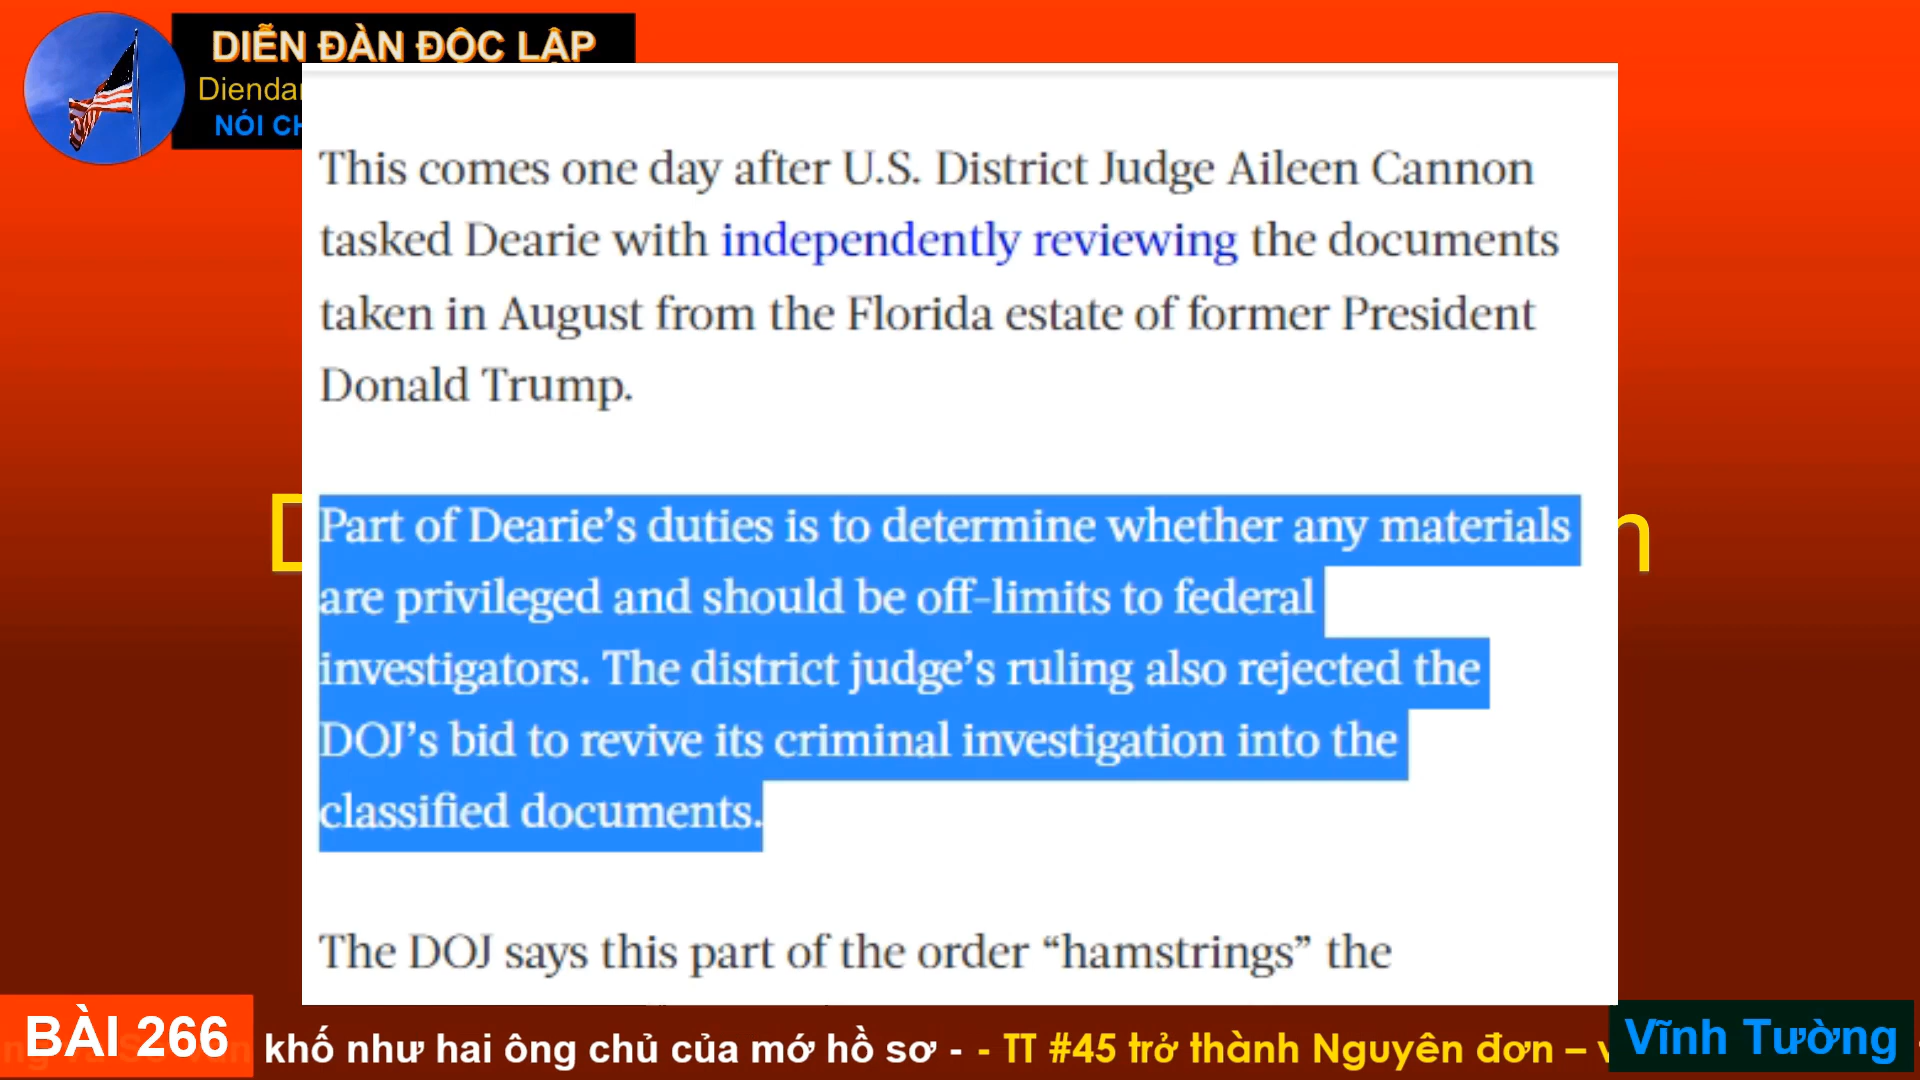 DIỄN ĐÀN ĐỘC LẬP
Dienda
NÓI CH
This comes one day after U.S. District Judge Aileen Cannon
tasked Dearie with independently reviewing the documents
taken in August from the Florida estate of former President
Donald Trump.
Part of Dearie’s duties is to determine whether any materials
are privileged and should be off-limits to federal
investigators. The district judge’s ruling also rejected the
DOJ’s bid to revive its criminal investigation into the
classified documents.
The DOJ says this part of the order “hamstrings” the
BÀI 266
khố như hai ông chủ của mớ hồ sơ - - TT #45 trở thành Nguyên đơn –
Vĩnh Tường